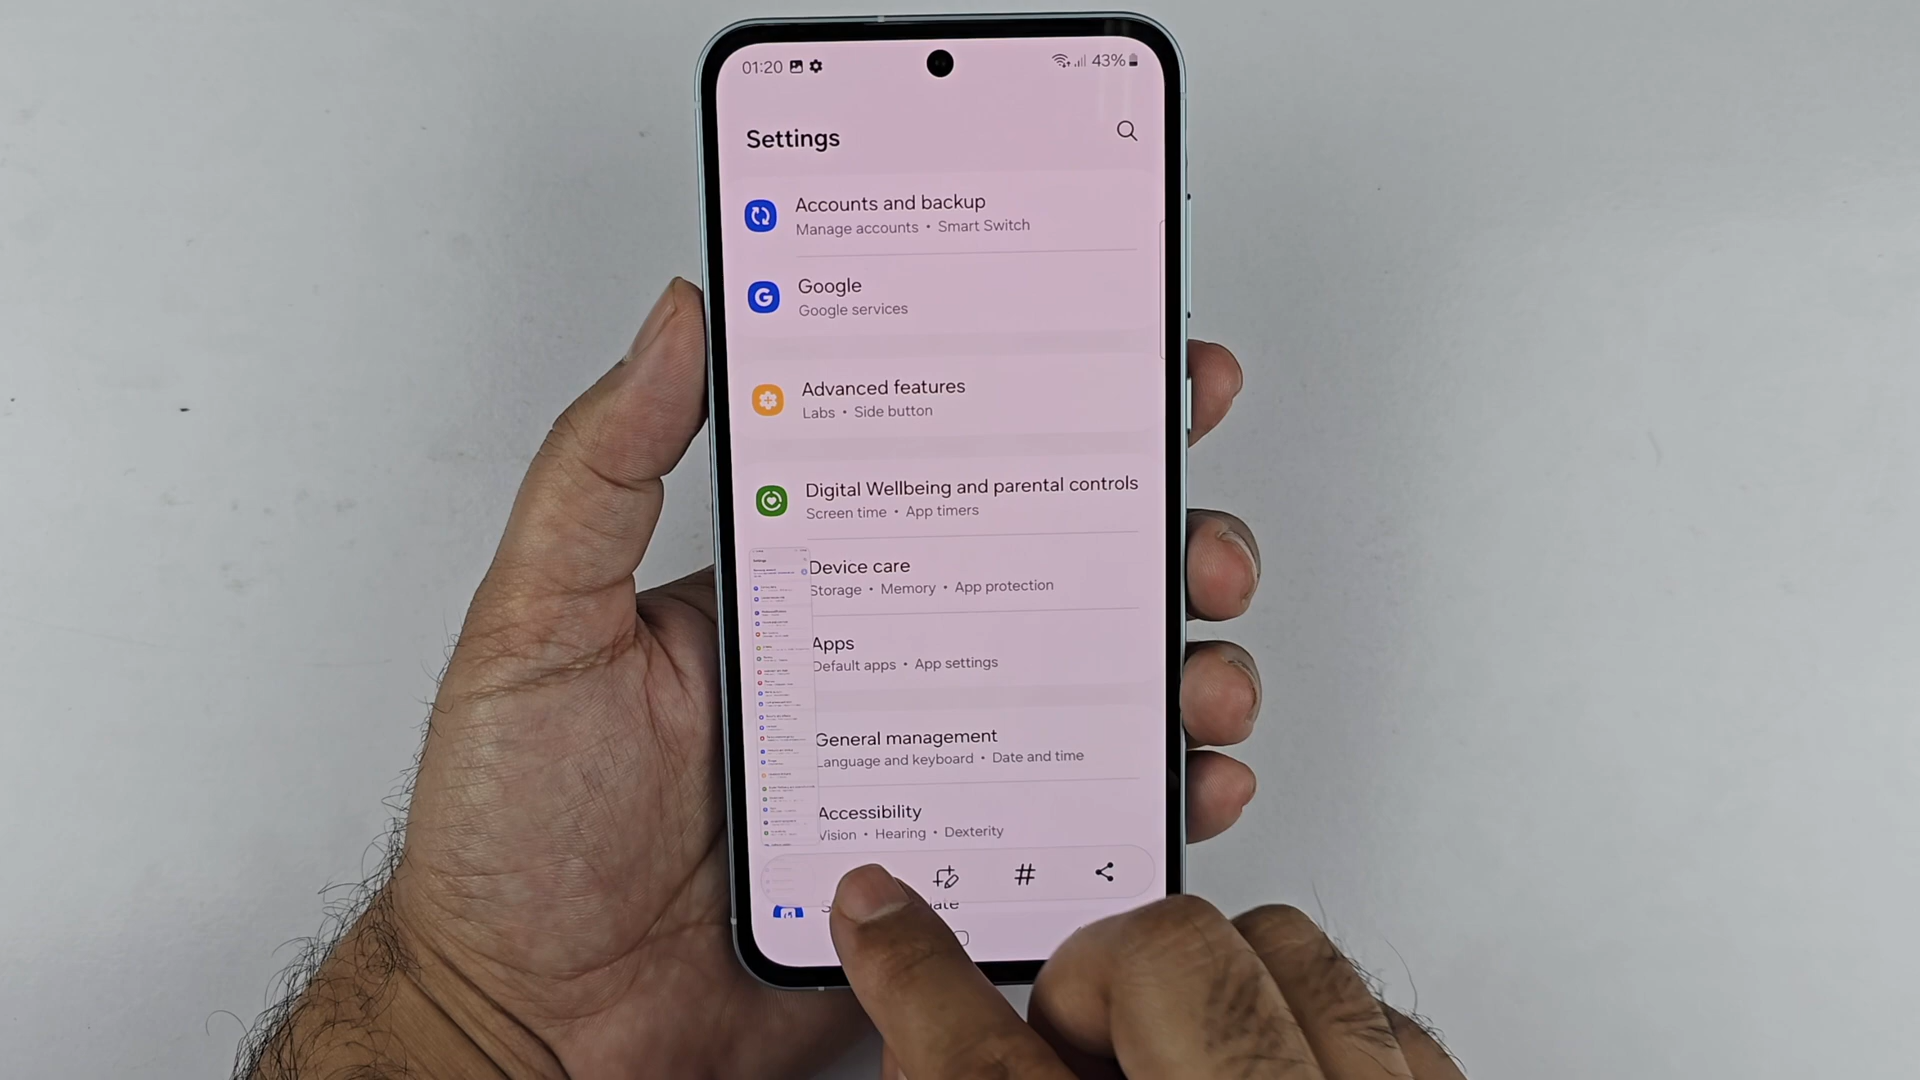 01:20
43%
Settings
Accounts and backup
Manage accounts • Smart Switch
Google
Google services
Advanced features
Labs • Side button
Digital Wellbeing and parental controls
Screen time • App timers
Device care
Storage • Memory • App protection
Apps
Default apps • App settings
General management
Language and keyboard • Date and time
Accessibility
Vision • Hearing • Dexterity
#